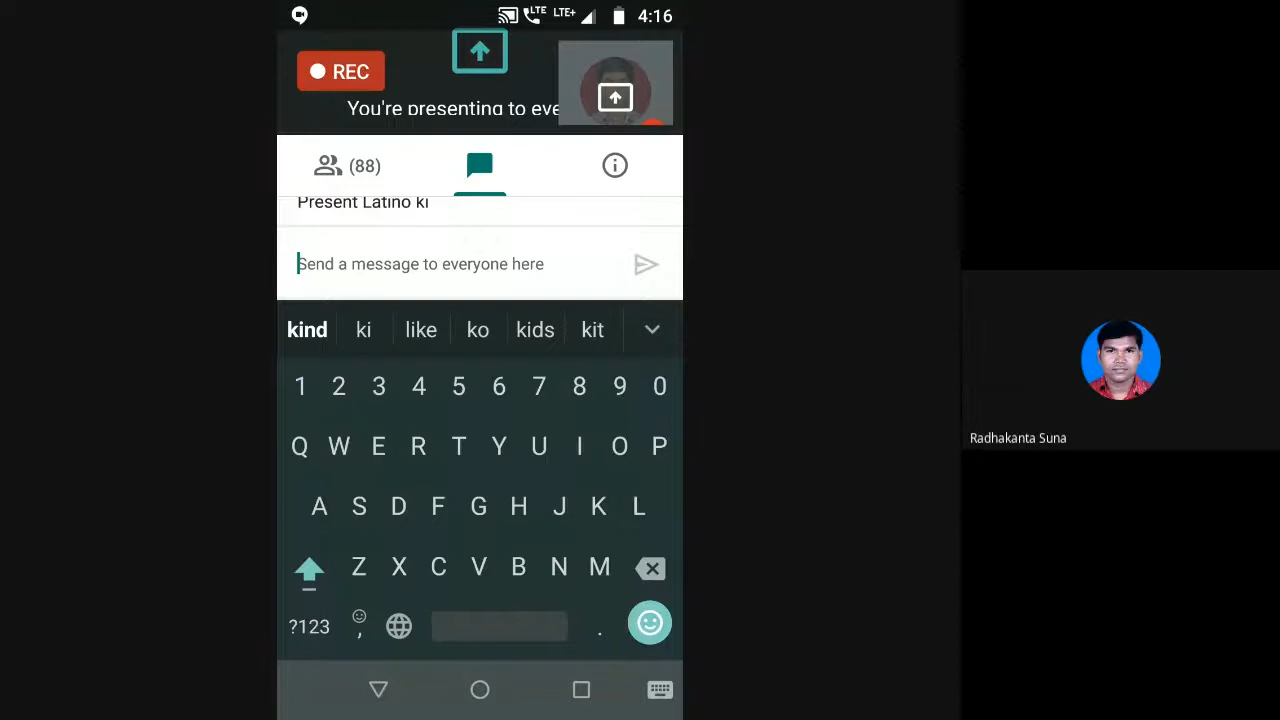 LTE LTE+ 4:16
REC
You're presenting to eve
(88)
Present Latino ki
Send a message to everyone here
kind ki like ko kids kit
1 2 3 4 5 6 7 8 9 0
Q W E R T Y U I O P
A S D F G H J K L
Z X C V B N M
?123 , .
Radhakanta Suna